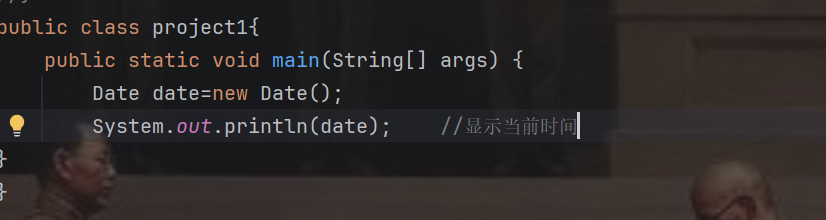 public class project1{
public static void main(String[] args) {
Date date=new Date();
System.out.println(date);    //显示当前时间
}
}